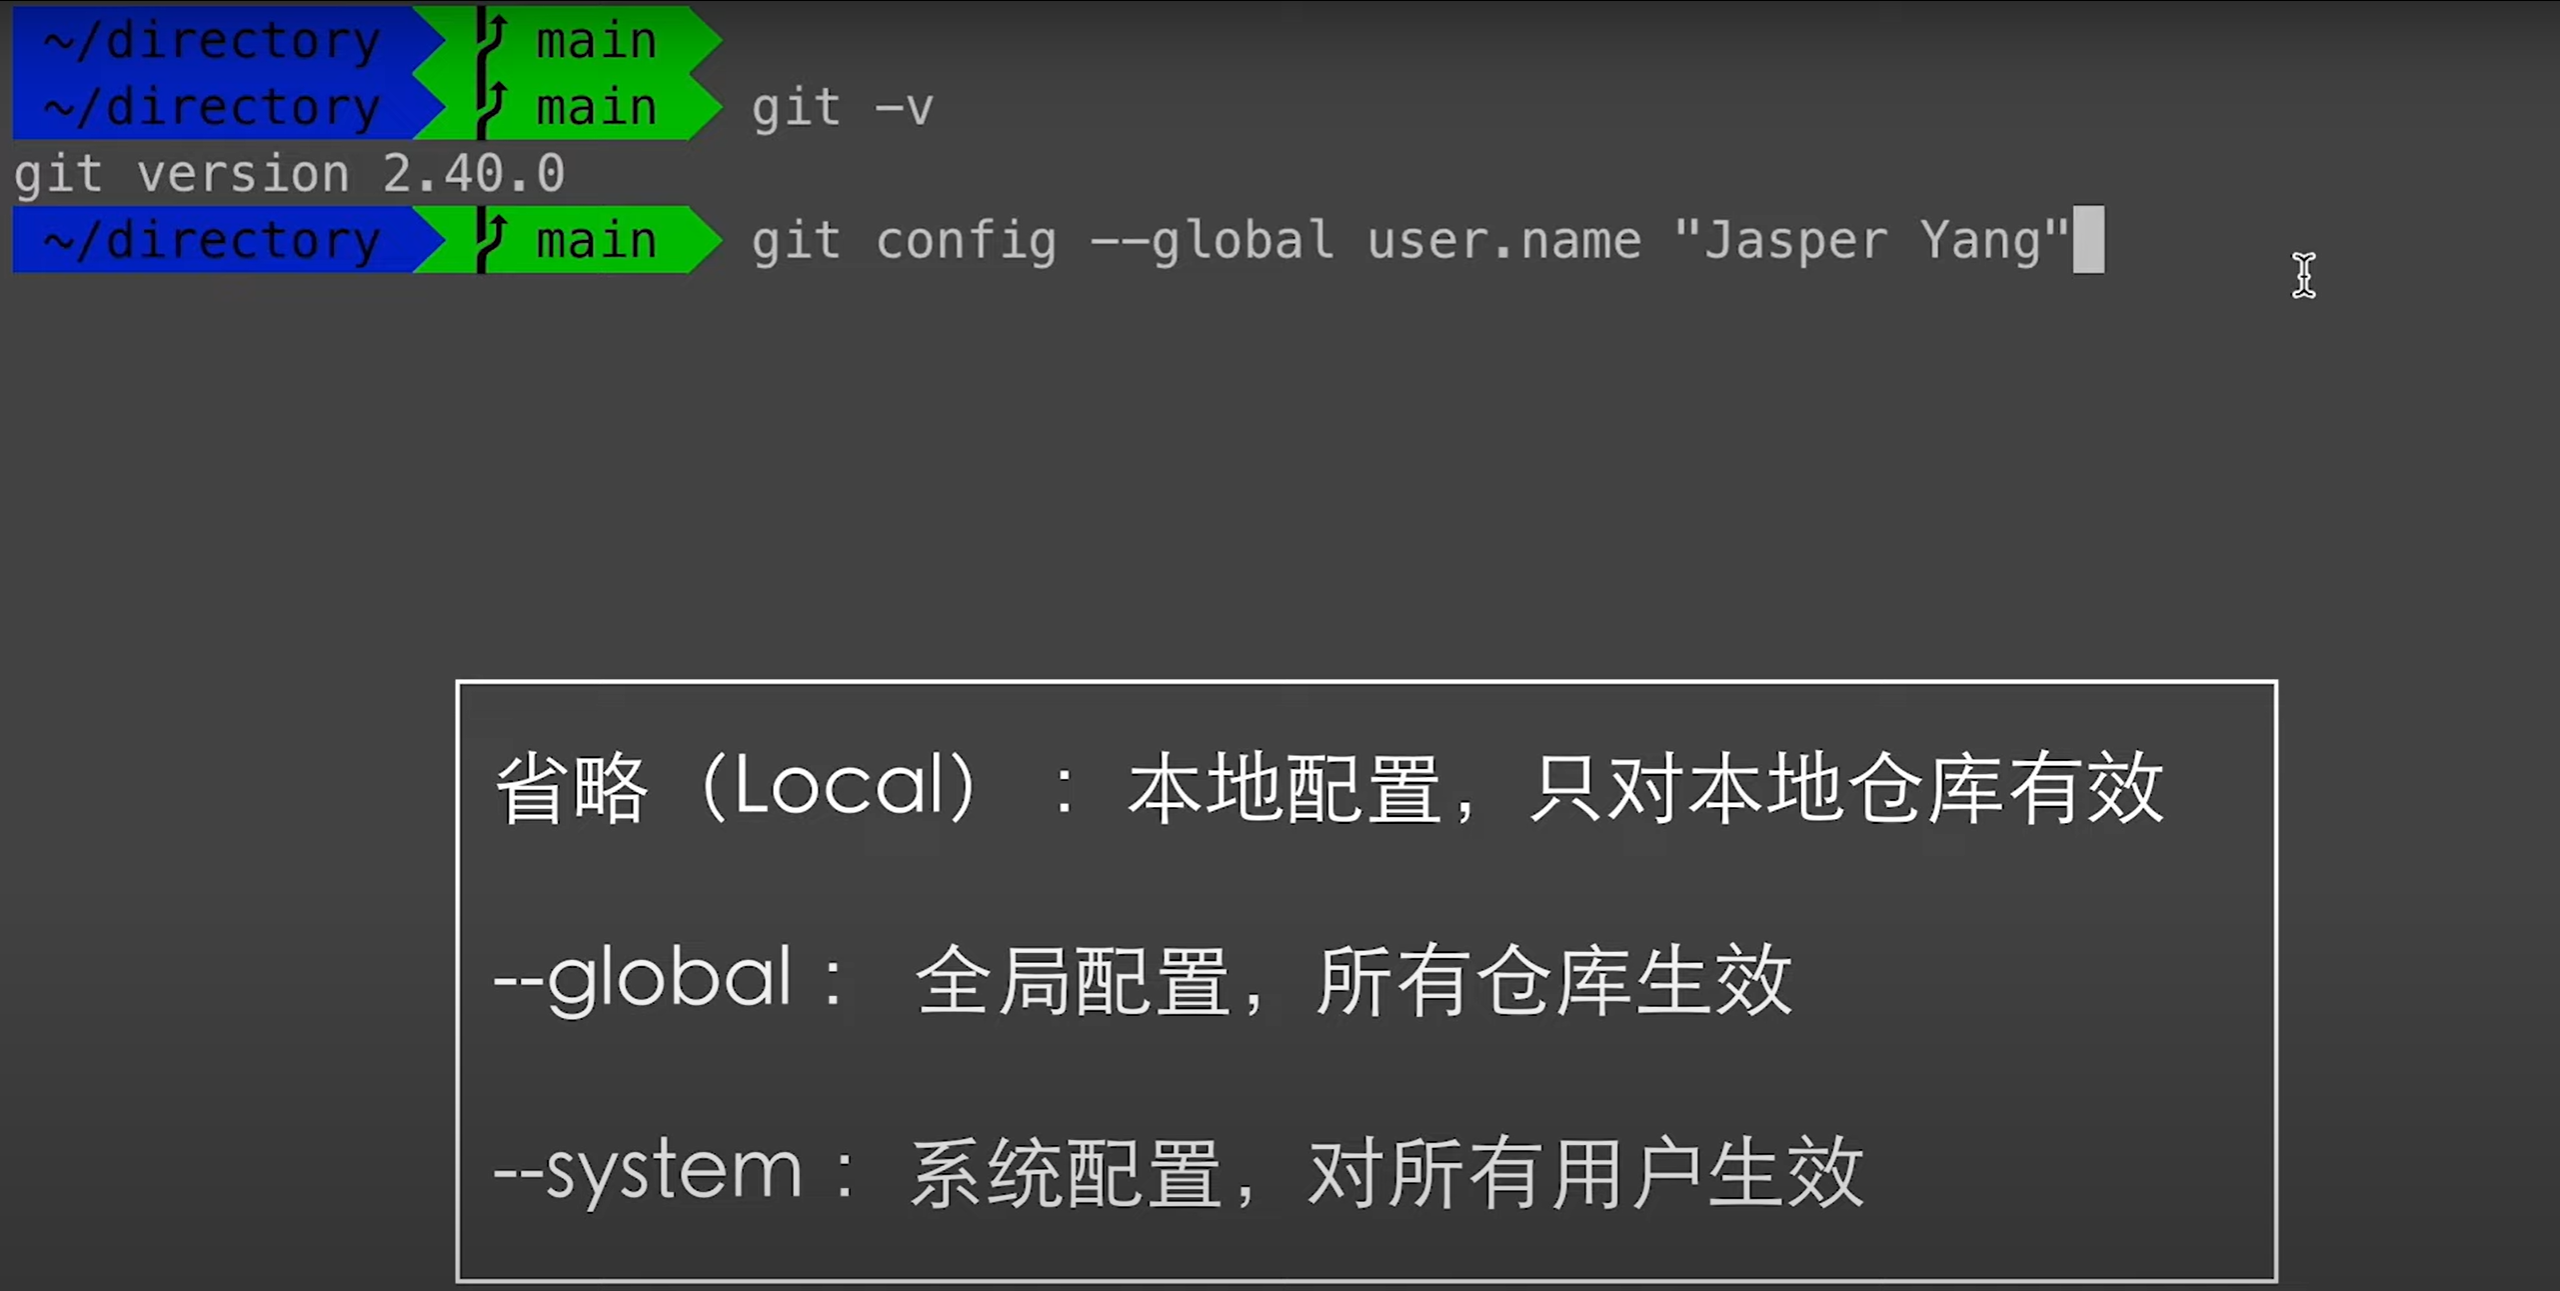 ~/directory main
~/directory main git -v
git version 2.40.0
~/directory main git config --global user.name "Jasper Yang"
省略（Local）： 本地配置，只对本地仓库有效
--global： 全局配置，所有仓库生效
--system： 系统配置，对所有用户生效